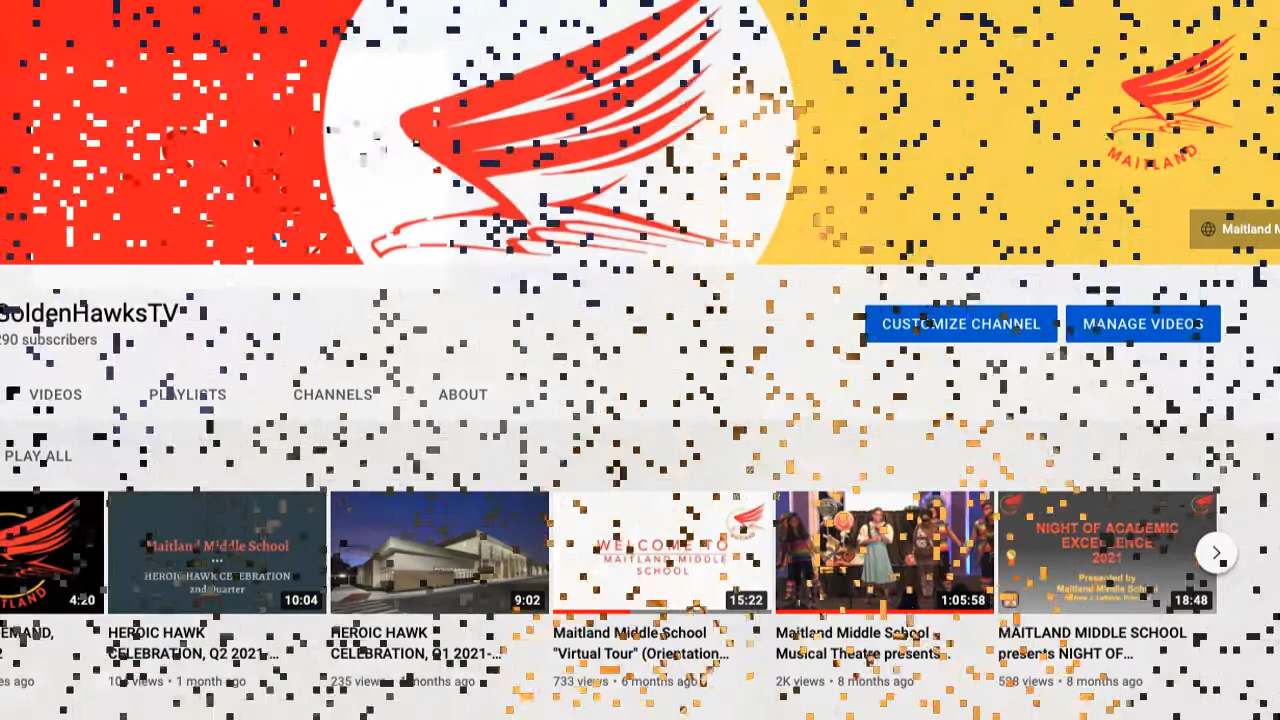 MAITLAND
Maitland M
GoldenHawksTV
290 subscribers
CUSTOMIZE CHANNEL
MANAGE VIDEOS
VIDEOS
PLAYLISTS
CHANNELS
ABOUT
PLAY ALL
4:20
Maitland Middle School
HEROIC HAWK CELEBRATION
2nd Quarter
10:04
9:02
WELCOME TO
MAITLAND MIDDLE
SCHOOL
15:22
1:05:58
NIGHT OF ACADEMIC
EXCELLENCE
2021
Presented by
Maitland Middle School
18:48
EMAND,
HEROIC HAWK
CELEBRATION, Q2 2021-…
views • 1 month ago
HEROIC HAWK
CELEBRATION, Q1 2021-…
235 views • months ago
Maitland Middle School
"Virtual Tour" (Orientation…
733 views • 6 months ago
Maitland Middle School
Musical Theatre presents…
2K views • 8 months ago
MAITLAND MIDDLE SCHOOL
presents NIGHT OF…
views • 8 months ago